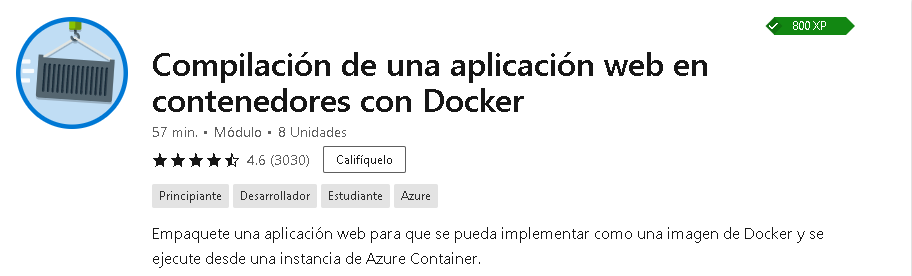 800 XP
Compilación de una aplicación web en
contenedores con Docker
57 min. • Módulo • 8 Unidades
4.6 (3030) Califíquelo
Principiante Desarrollador Estudiante Azure
Empaquete una aplicación web para que se pueda implementar como una imagen de Docker y se
ejecute desde una instancia de Azure Container.